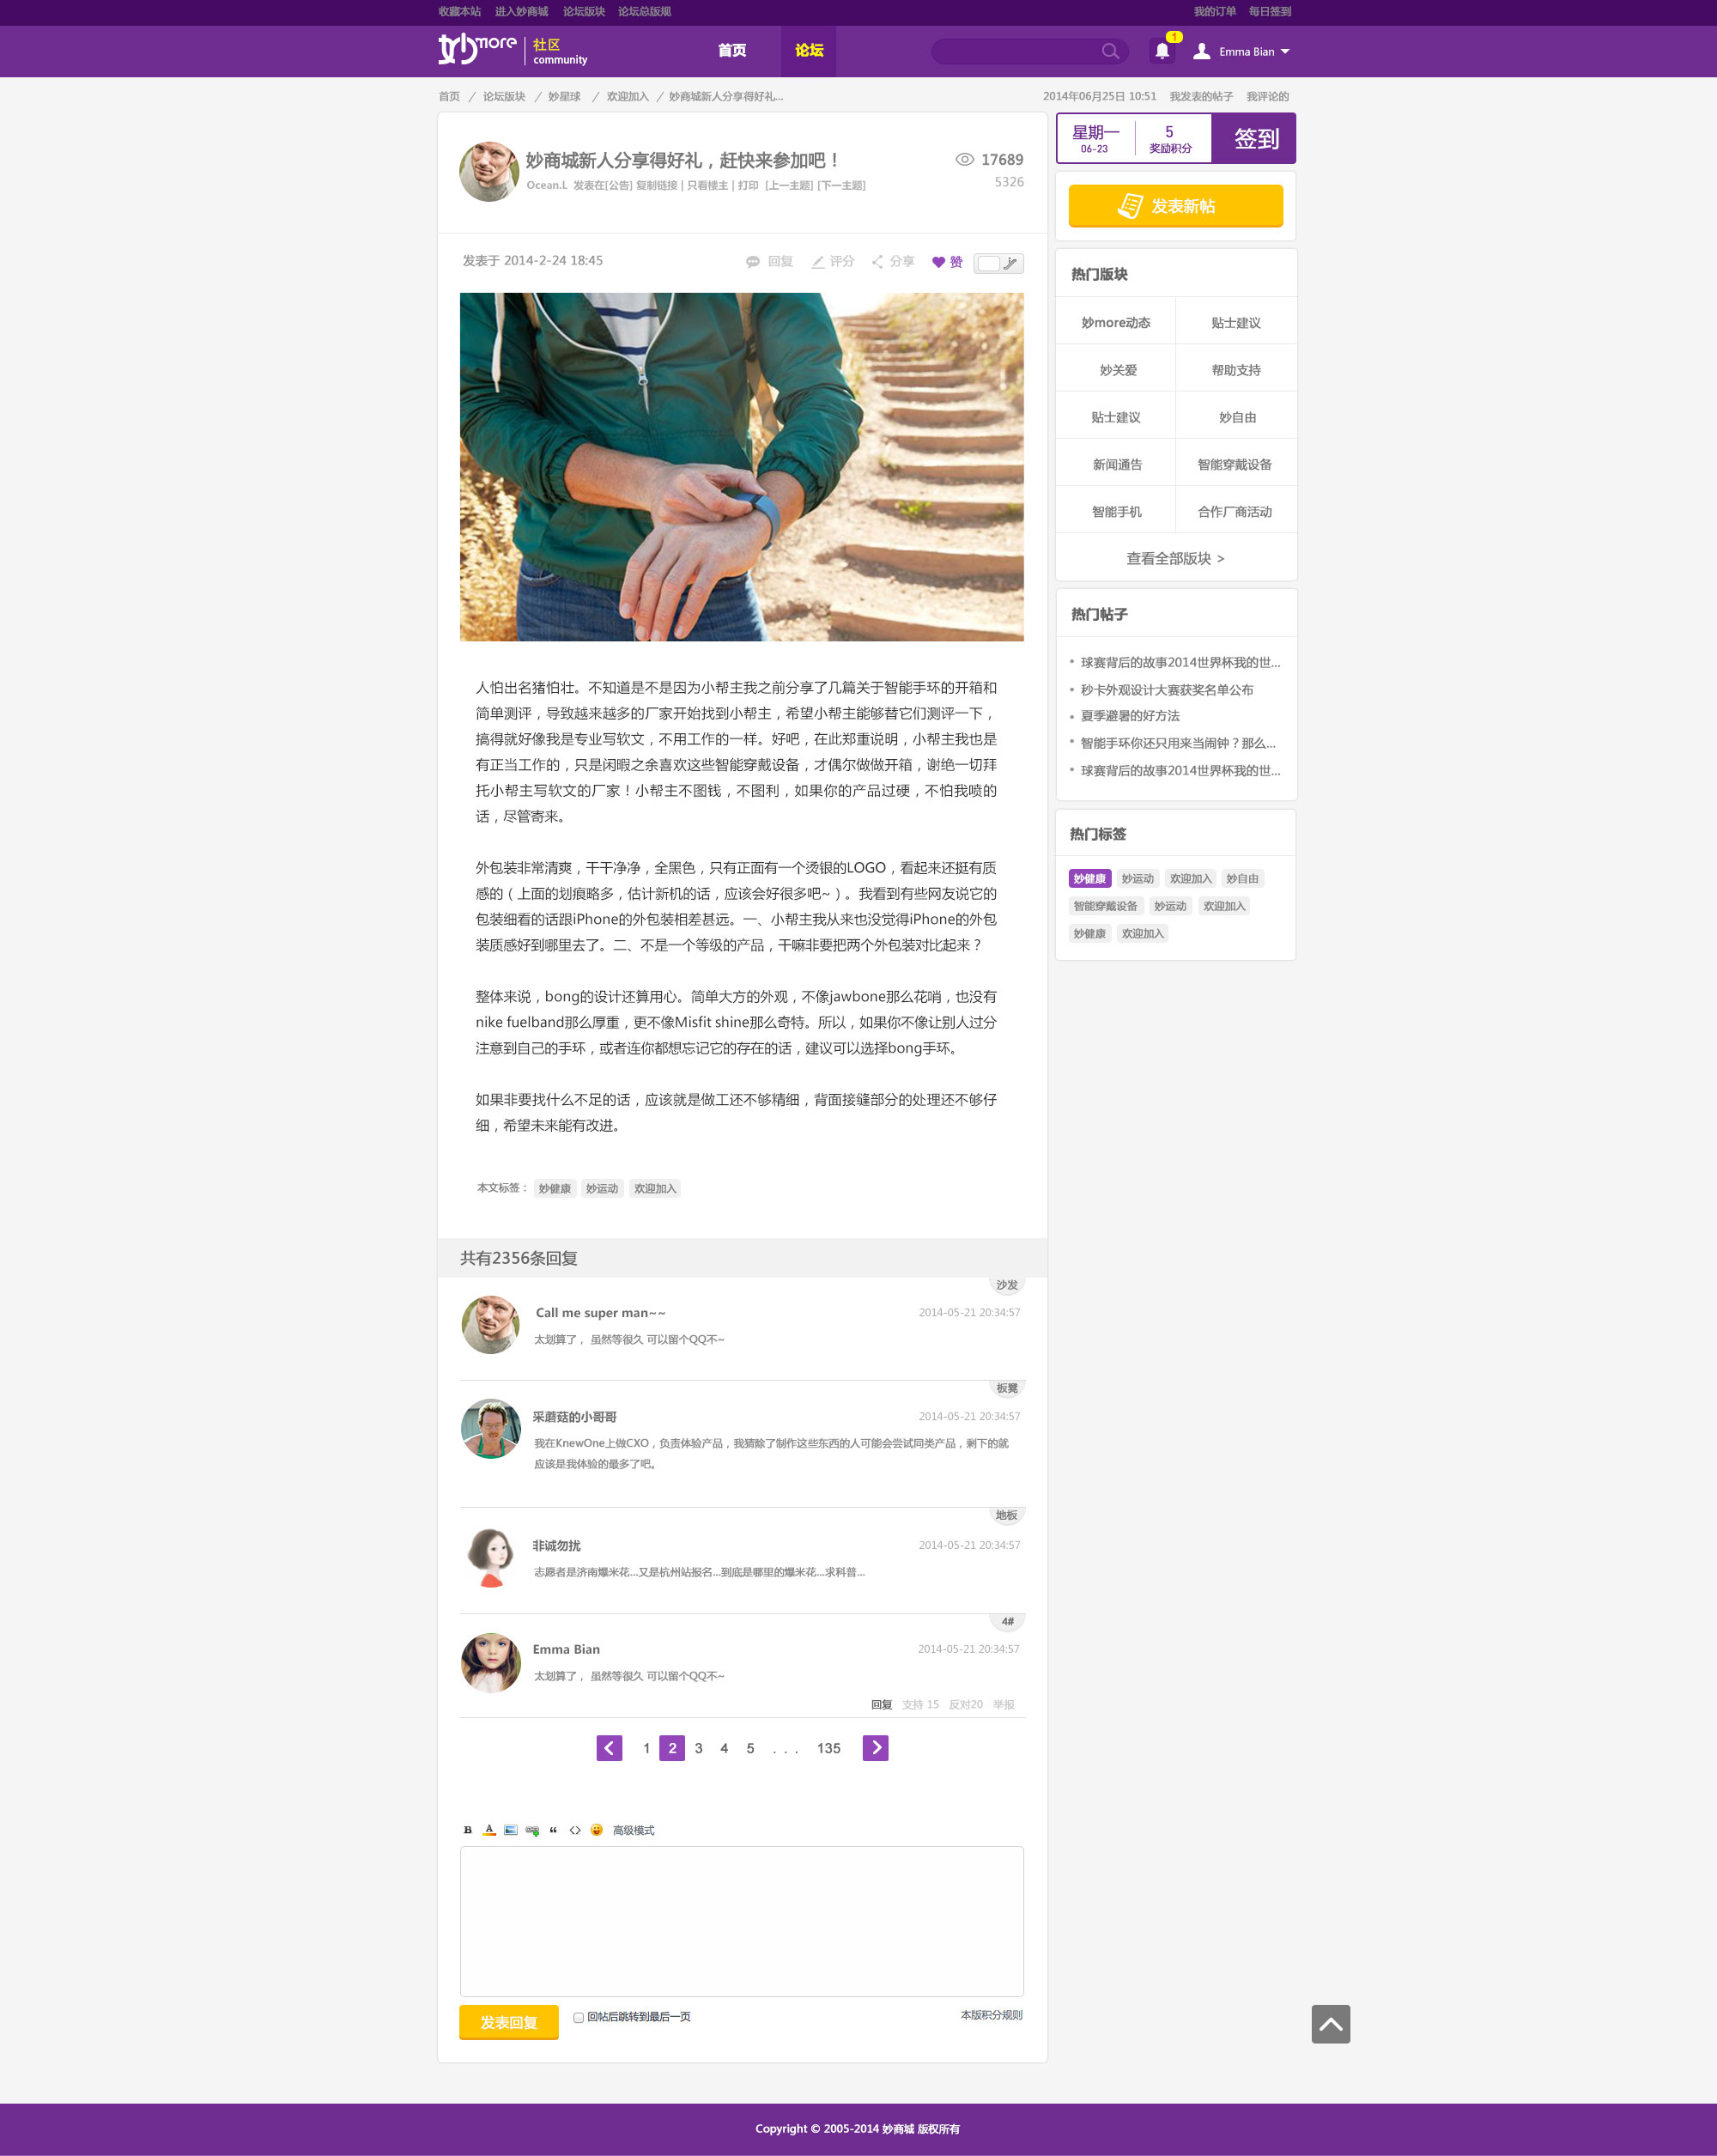 收藏本站 进入妙商城 论坛版块 论坛总版规 我的订单 每日签到
more 社区 community
首页 论坛 1 Emma Bian
首页 / 论坛版块 / 妙星球 / 欢迎加入 / 妙商城新人分享得好礼...
2014年06月25日 10:51 我发表的帖子 我评论的
妙商城新人分享得好礼，赶快来参加吧！
17689
Ocean.L 发表在[公告] 复制链接 | 只看楼主 | 打印 [上一主题] [下一主题]
5326
发表于 2014-2-24 18:45 回复 评分 分享 赞
人怕出名猪怕壮。不知道是不是因为小帮主我之前分享了几篇关于智能手环的开箱和
简单测评，导致越来越多的厂家开始找到小帮主，希望小帮主能够替它们测评一下，
搞得就好像我是专业写软文，不用工作的一样。好吧，在此郑重说明，小帮主我也是
有正当工作的，只是闲暇之余喜欢这些智能穿戴设备，才偶尔做做开箱，谢绝一切拜
托小帮主写软文的厂家！小帮主不图钱，不图利，如果你的产品过硬，不怕我喷的
话，尽管寄来。
外包装非常清爽，干干净净，全黑色，只有正面有一个烫银的LOGO，看起来还挺有质
感的（上面的划痕略多，估计新机的话，应该会好很多吧~）。我看到有些网友说它的
包装细看的话跟iPhone的外包装相差甚远。一、小帮主我从来也没觉得iPhone的外包
装质感好到哪里去了。二、不是一个等级的产品，干嘛非要把两个外包装对比起来？
整体来说，bong的设计还算用心。简单大方的外观，不像jawbone那么花哨，也没有
nike fuelband那么厚重，更不像Misfit shine那么奇特。所以，如果你不像让别人过分
注意到自己的手环，或者连你都想忘记它的存在的话，建议可以选择bong手环。
如果非要找什么不足的话，应该就是做工还不够精细，背面接缝部分的处理还不够仔
细，希望未来能有改进。
本文标签： 妙健康 妙运动 欢迎加入
共有2356条回复
沙发
Call me super man~~ 2014-05-21 20:34:57
太划算了， 虽然等很久 可以留个QQ不~
板凳
采蘑菇的小哥哥 2014-05-21 20:34:57
我在KnewOne上做CXO，负责体验产品，我猜除了制作这些东西的人可能会尝试同类产品，剩下的就
应该是我体验的最多了吧。
地板
非诚勿扰 2014-05-21 20:34:57
志愿者是济南爆米花...又是杭州站报名...到底是哪里的爆米花...求科普...
4#
Emma Bian 2014-05-21 20:34:57
太划算了， 虽然等很久 可以留个QQ不~
回复 支持 15 反对20 举报
1 2 3 4 5 . . . 135
B A “ <> 高级模式
发表回复 回帖后跳转到最后一页 本版积分规则
星期一 5 签到
06-23 奖励积分
发表新帖
热门版块
妙more动态 贴士建议
妙关爱 帮助支持
贴士建议 妙自由
新闻通告 智能穿戴设备
智能手机 合作厂商活动
查看全部版块 >
热门帖子
• 球赛背后的故事2014世界杯我的世...
• 秒卡外观设计大赛获奖名单公布
• 夏季避暑的好方法
• 智能手环你还只用来当闹钟？那么...
• 球赛背后的故事2014世界杯我的世...
热门标签
妙健康 妙运动 欢迎加入 妙自由
智能穿戴设备 妙运动 欢迎加入
妙健康 欢迎加入
Copyright © 2005-2014 妙商城 版权所有